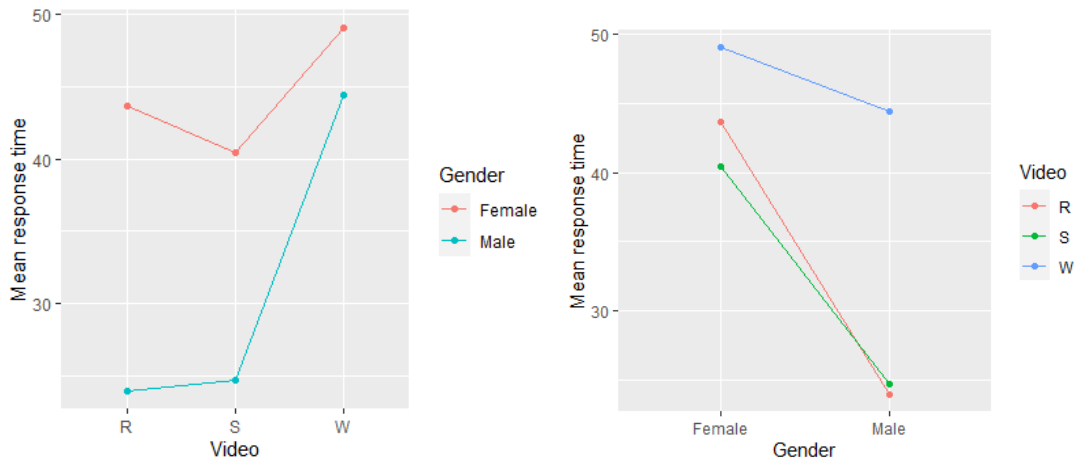 50
40
30
Mean response time
R S W
Video
Gender
Female
Male
50
40
30
Mean response time
Female Male
Gender
Video
R
S
W